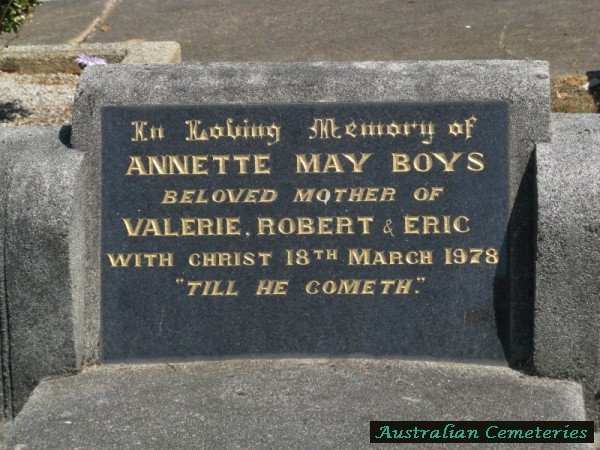 In Loving Memory of
ANNETTE MAY BOYS
BELOVED MOTHER OF
VALERIE, ROBERT & ERIC
WITH CHRIST 18TH MARCH 1978
"TILL HE COMETH."
Australian Cemeteries